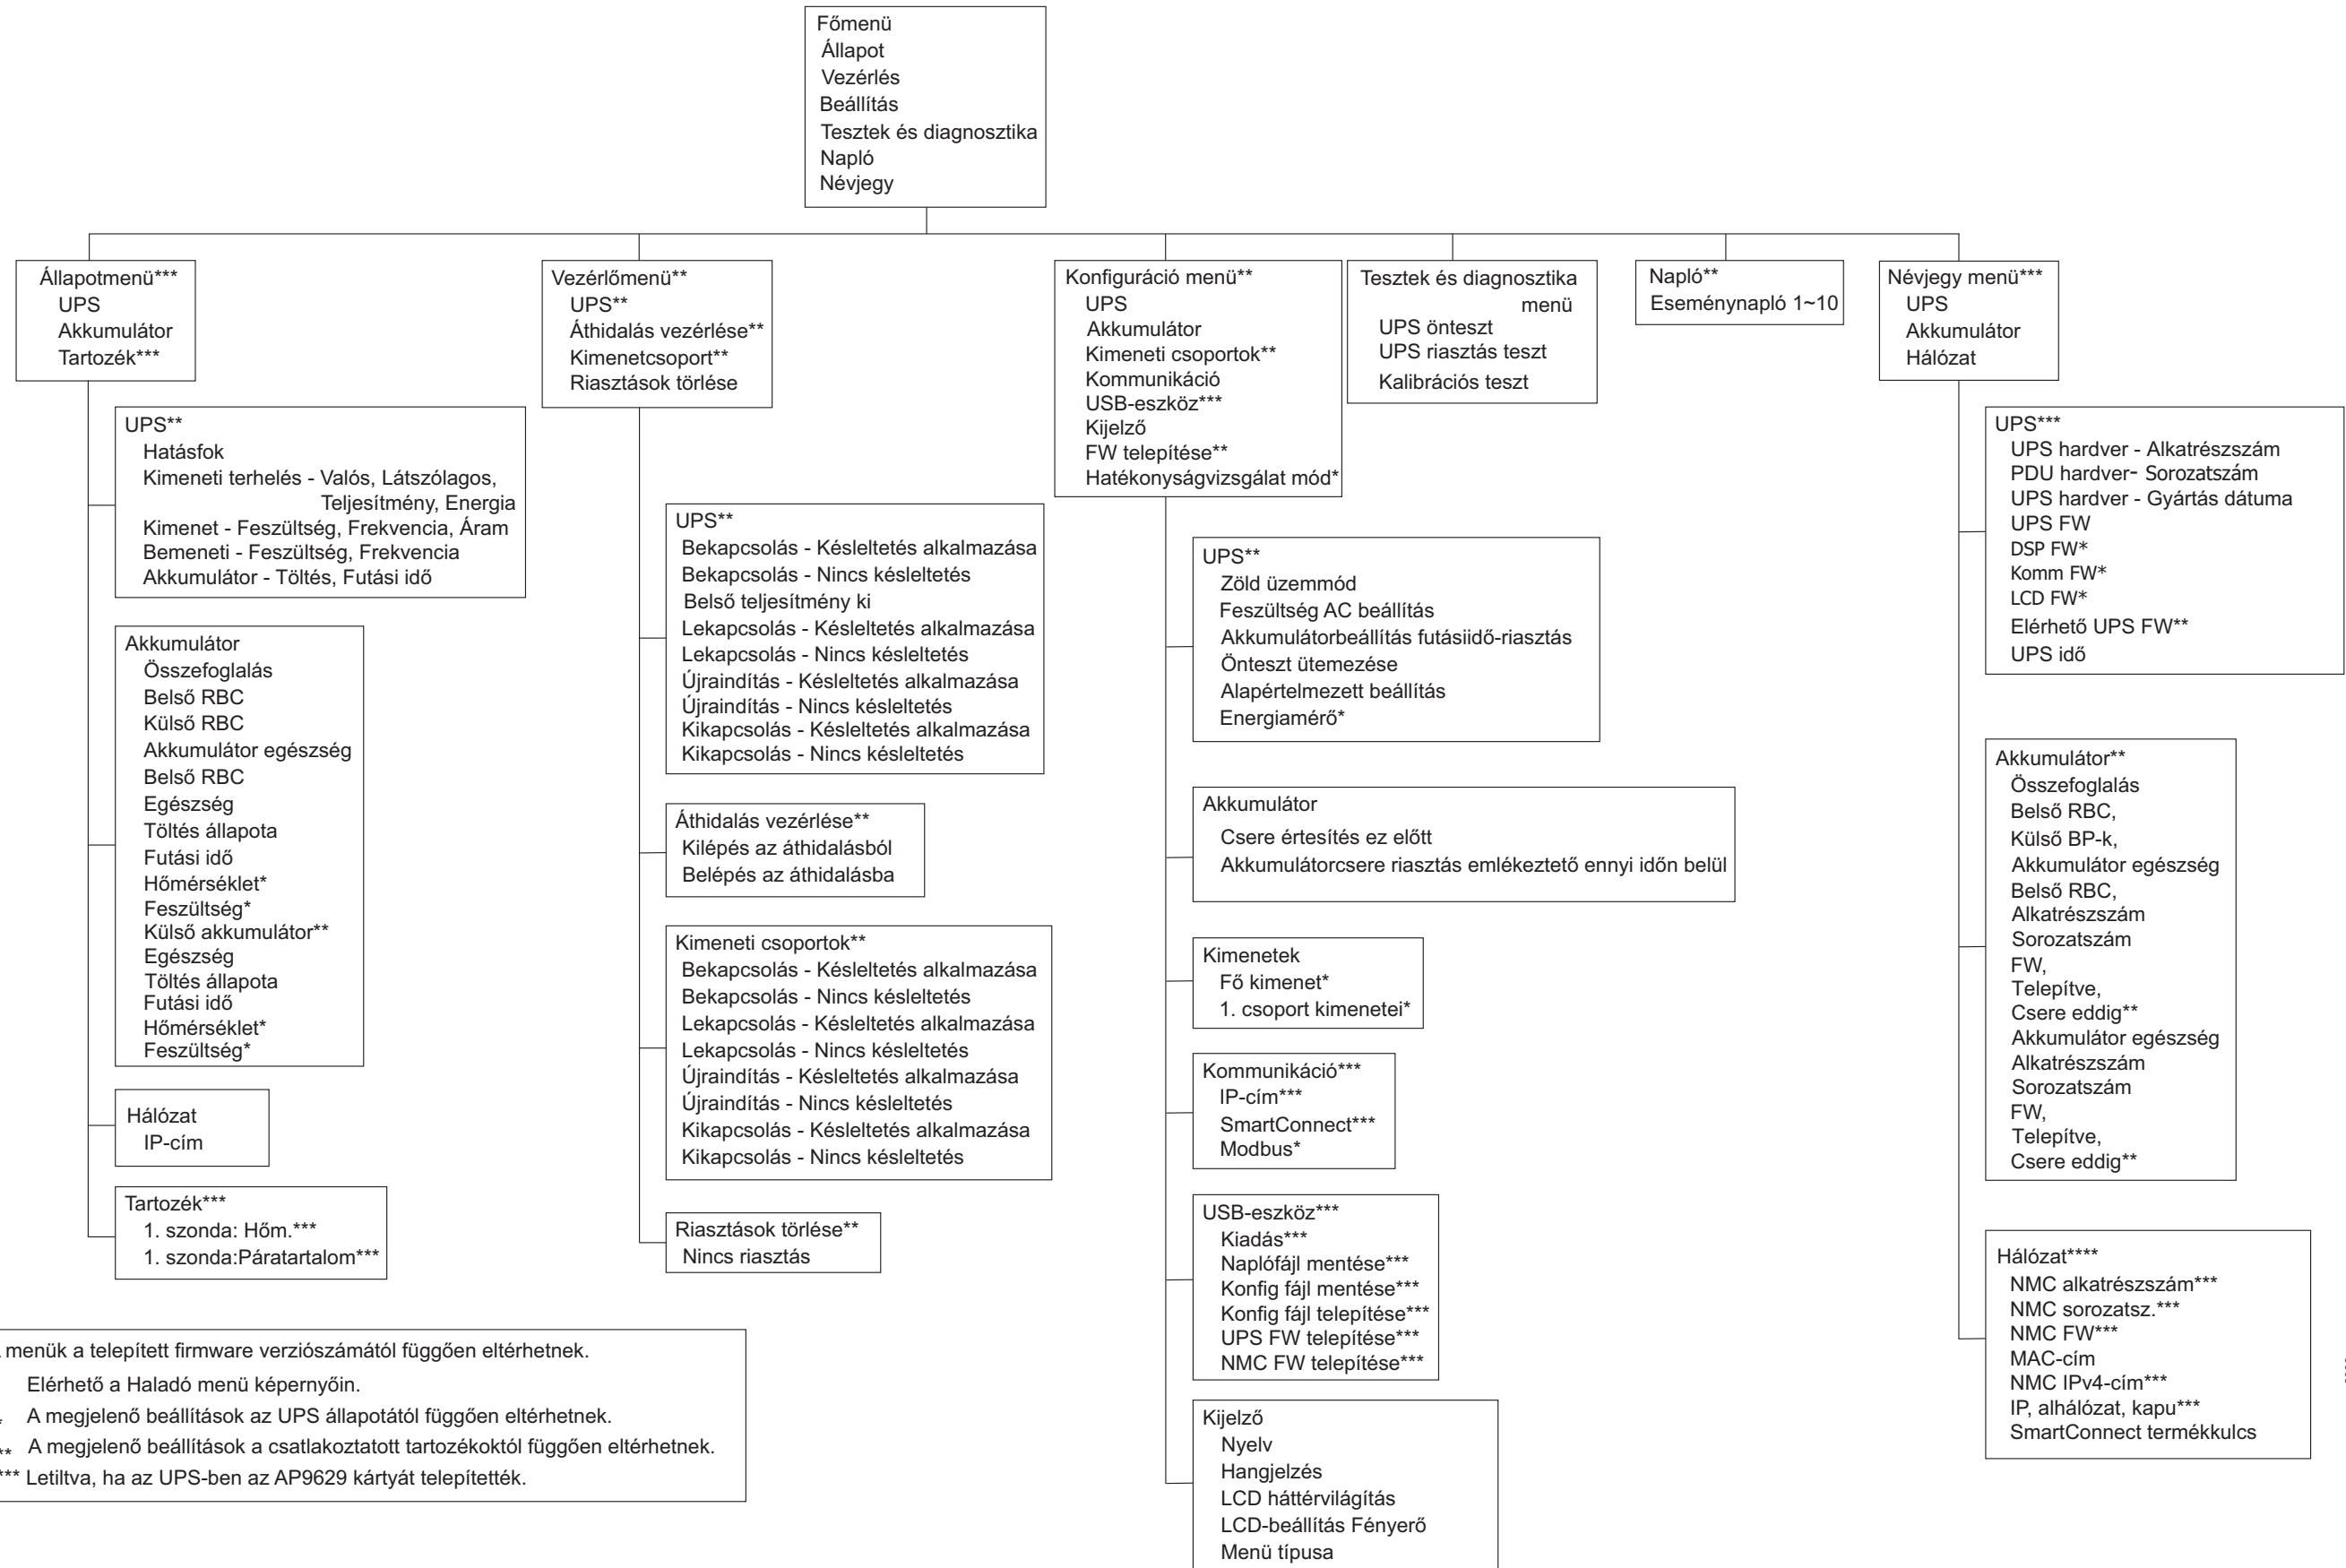 Főmenü
Állapot
Vezérlés
Beállítás
Tesztek és diagnosztika
Napló
Névjegy
Állapotmenü***
UPS
Akkumulátor
Tartozék***
UPS**
Hatásfok
Kimeneti terhelés - Valós, Látszólagos,
Teljesítmény, Energia
Kimenet - Feszültség, Frekvencia, Áram
Bemeneti - Feszültség, Frekvencia
Akkumulátor - Töltés, Futási idő
Akkumulátor
Összefoglalás
Belső RBC
Külső RBC
Akkumulátor egészség
Belső RBC
Egészség
Töltés állapota
Futási idő
Hőmérséklet*
Feszültség*
Külső akkumulátor**
Egészség
Töltés állapota
Futási idő
Hőmérséklet*
Feszültség*
Hálózat
IP-cím
Tartozék***
1. szonda: Hőm.***
1. szonda:Páratartalom***
Vezérlőmenü**
UPS**
Áthidalás vezérlése**
Kimenetcsoport**
Riasztások törlése
UPS**
Bekapcsolás - Késleltetés alkalmazása
Bekapcsolás - Nincs késleltetés
Belső teljesítmény ki
Lekapcsolás - Késleltetés alkalmazása
Lekapcsolás - Nincs késleltetés
Újraindítás - Késleltetés alkalmazása
Újraindítás - Nincs késleltetés
Kikapcsolás - Késleltetés alkalmazása
Kikapcsolás - Nincs késleltetés
Áthidalás vezérlése**
Kilépés az áthidalásból
Belépés az áthidalásba
Kimeneti csoportok**
Bekapcsolás - Késleltetés alkalmazása
Bekapcsolás - Nincs késleltetés
Lekapcsolás - Késleltetés alkalmazása
Lekapcsolás - Nincs késleltetés
Újraindítás - Késleltetés alkalmazása
Újraindítás - Nincs késleltetés
Kikapcsolás - Késleltetés alkalmazása
Kikapcsolás - Nincs késleltetés
Riasztások törlése**
Nincs riasztás
Konfiguráció menü**
UPS
Akkumulátor
Kimeneti csoportok**
Kommunikáció
USB-eszköz***
Kijelző
FW telepítése**
Hatékonyságvizsgálat mód*
UPS**
Zöld üzemmód
Feszültség AC beállítás
Akkumulátorbeállítás futásiidő-riasztás
Önteszt ütemezése
Alapértelmezett beállítás
Energiamérő*
Akkumulátor
Csere értesítés ez előtt
Akkumulátorcsere riasztás emlékeztető ennyi időn belül
Kimenetek
Fő kimenet*
1. csoport kimenetei*
Kommunikáció***
IP-cím***
SmartConnect***
Modbus*
USB-eszköz***
Kiadás***
Naplófájl mentése***
Konfig fájl mentése***
Konfig fájl telepítése***
UPS FW telepítése***
NMC FW telepítése***
Kijelző
Nyelv
Hangjelzés
LCD háttérvilágítás
LCD-beállítás Fényerő
Menü típusa
Tesztek és diagnosztika
menü
UPS önteszt
UPS riasztás teszt
Kalibrációs teszt
Napló**
Eseménynapló 1~10
Névjegy menü***
UPS
Akkumulátor
Hálózat
UPS***
UPS hardver - Alkatrészszám
PDU hardver- Sorozatszám
UPS hardver - Gyártás dátuma
UPS FW
DSP FW*
Komm FW*
LCD FW*
Elérhető UPS FW**
UPS idő
Akkumulátor**
Összefoglalás
Belső RBC,
Külső BP-k,
Akkumulátor egészség
Belső RBC,
Alkatrészszám
Sorozatszám
FW,
Telepítve,
Csere eddig**
Akkumulátor egészség
Alkatrészszám
Sorozatszám
FW,
Telepítve,
Csere eddig**
Hálózat****
NMC alkatrészszám***
NMC sorozatsz.***
NMC FW***
MAC-cím
NMC IPv4-cím***
IP, alhálózat, kapu***
SmartConnect termékkulcs
menük a telepített firmware verziószámától függően eltérhetnek.
Elérhető a Haladó menü képernyőin.
* A megjelenő beállítások az UPS állapotától függően eltérhetnek.
** A megjelenő beállítások a csatlakoztatott tartozékoktól függően eltérhetnek.
*** Letiltva, ha az UPS-ben az AP9629 kártyát telepítették.